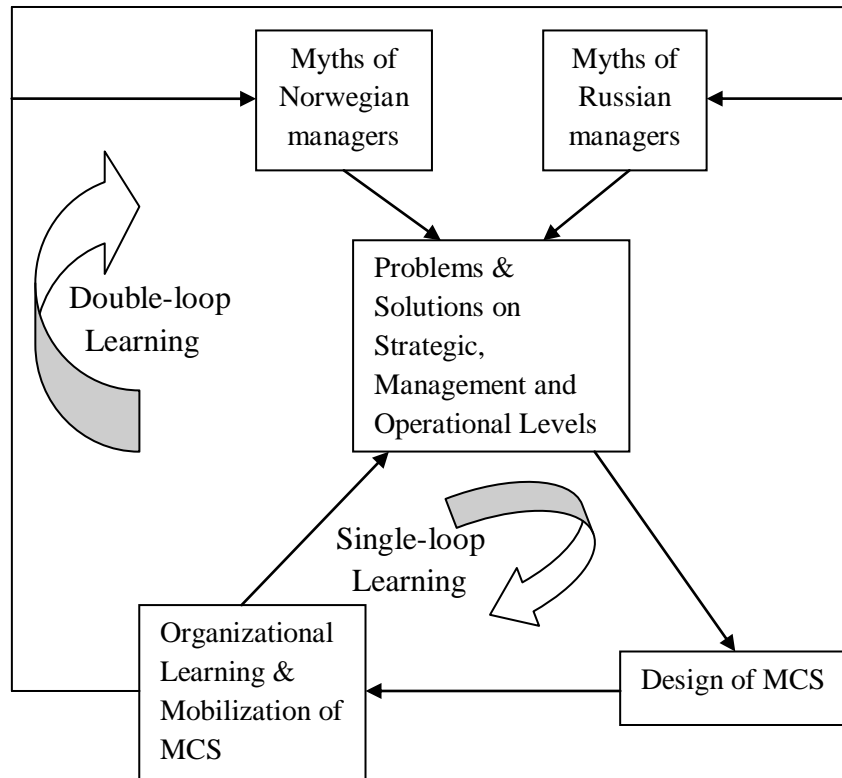 Myths of
Norwegian
managers
Myths of
Russian
managers
Problems &
Solutions on
Strategic,
Management and
Operational Levels
Double-loop
Learning
Single-loop
Learning
Organizational
Learning &
Mobilization of
MCS
Design of MCS